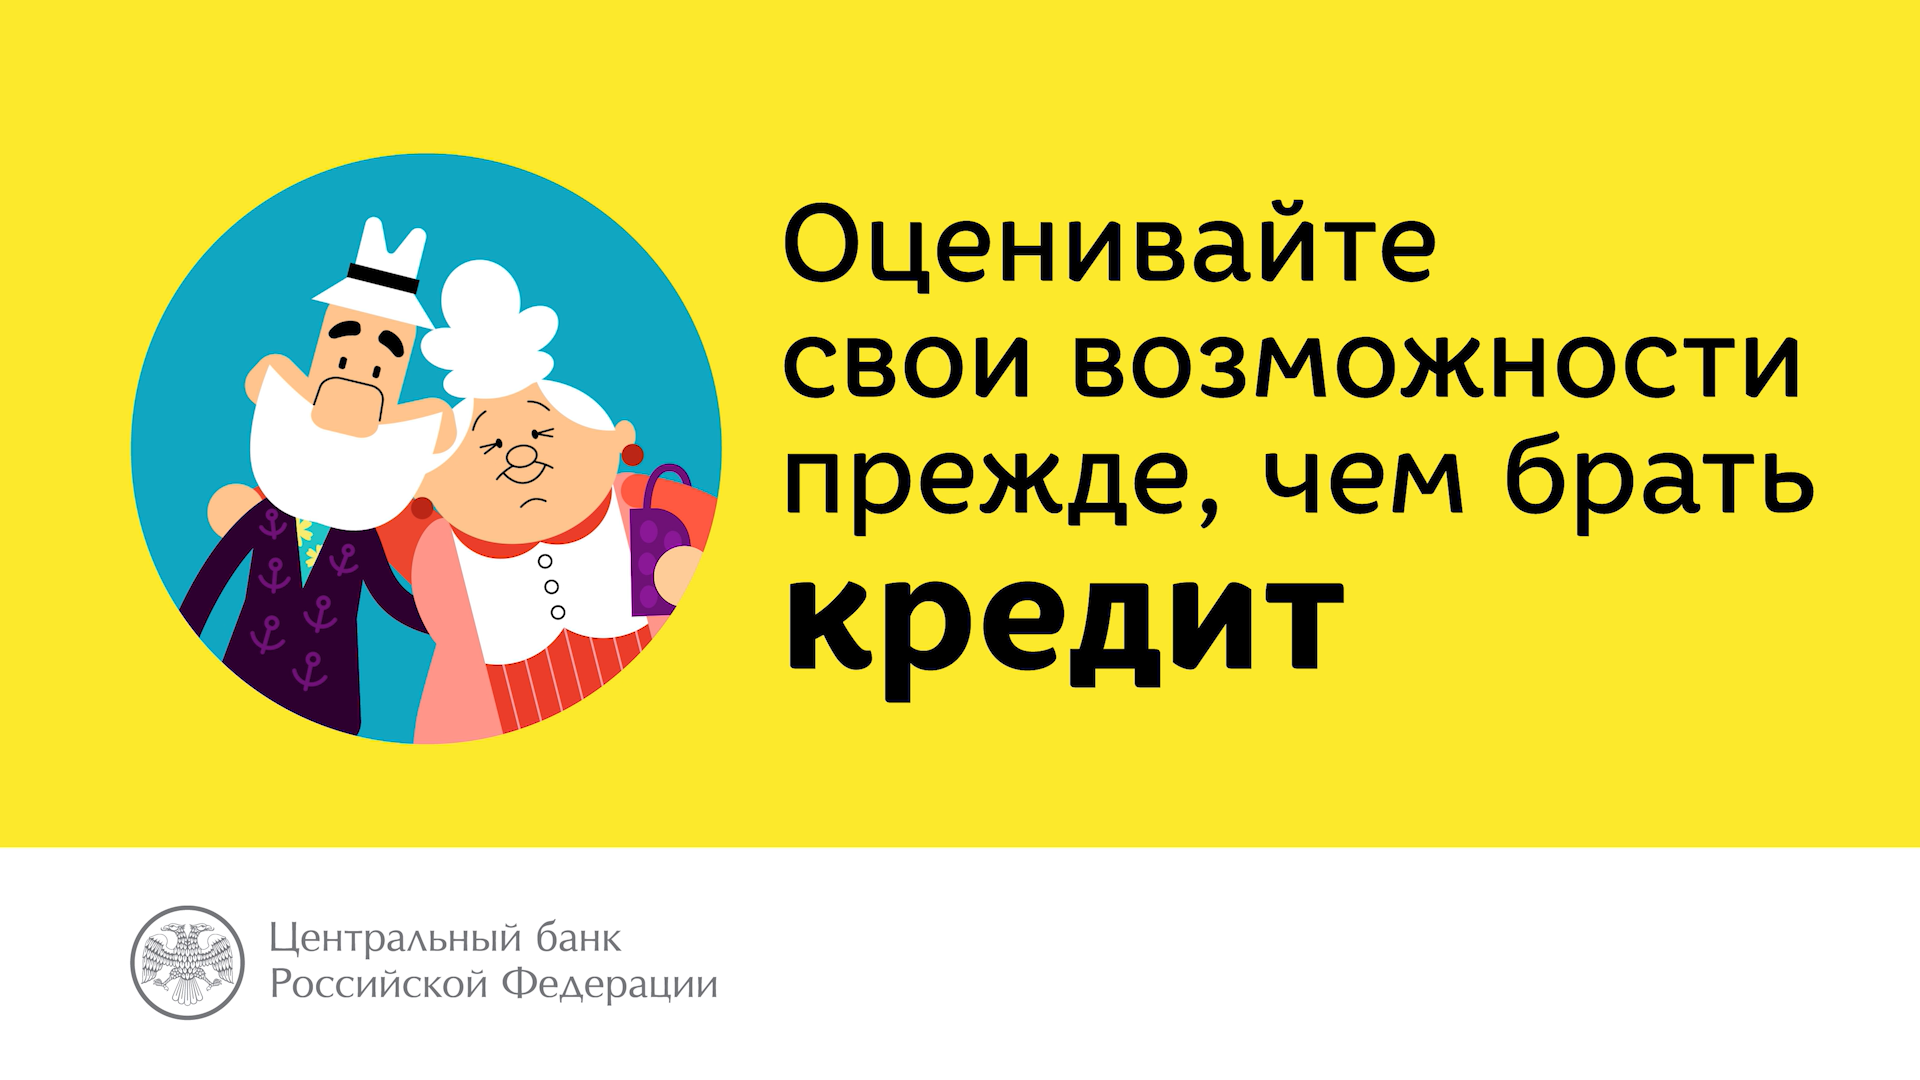 Оценивайте
свои возможности
прежде, чем брать
кредит
Центральный банк
Российской Федерации